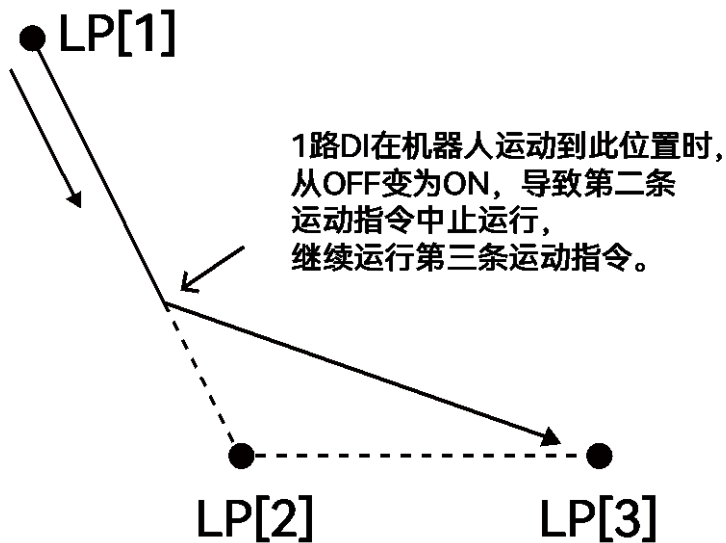 LP[1]
1路DI在机器人运动到此位置时，
从OFF变为ON，导致第二条
运动指令中止运行，
继续运行第三条运动指令。
LP[2]
LP[3]